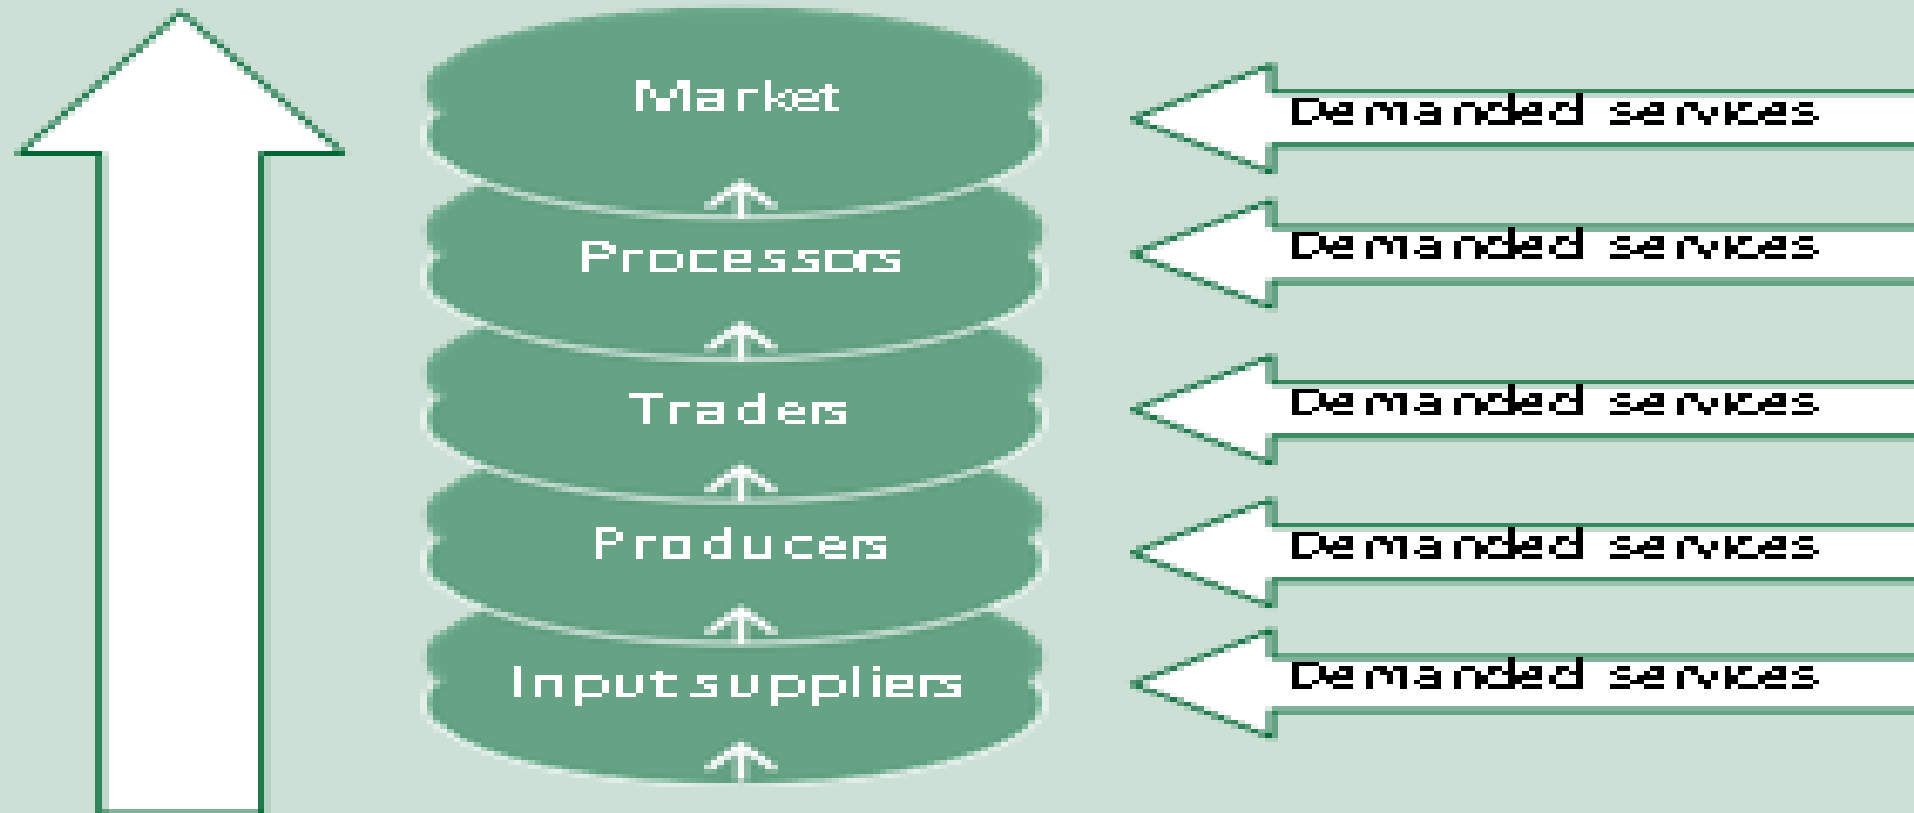 Market
Demanded services
Processors
Demanded services
Traders
Demanded services
Producers
Demanded services
Input suppliers
Demanded services